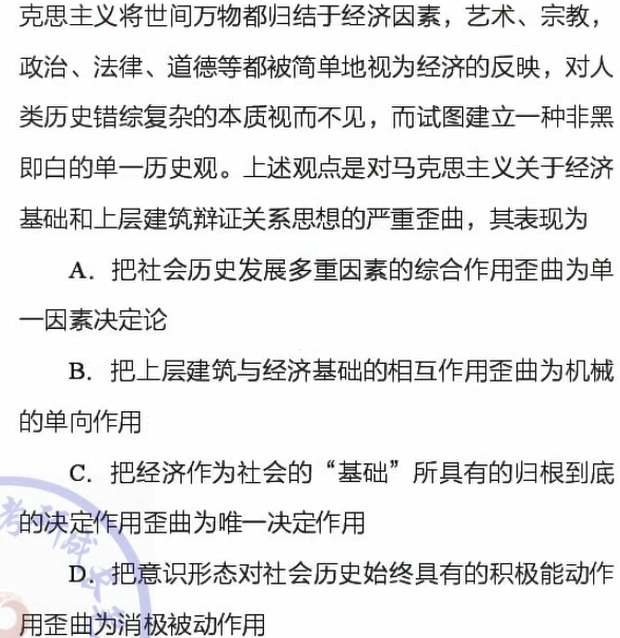 克思主义将世间万物都归结于经济因素，艺术、宗教，
政治、法律、道德等都被简单地视为经济的反映，对人
类历史错综复杂的本质视而不见，而试图建立一种非黑
即白的单一历史观。上述观点是对马克思主义关于经济
基础和上层建筑辩证关系思想的严重歪曲，其表现为
A．把社会历史发展多重因素的综合作用歪曲为单
一因素决定论
B．把上层建筑与经济基础的相互作用歪曲为机械
的单向作用
C．把经济作为社会的“基础”所具有的归根到底
的决定作用歪曲为唯一决定作用
D．把意识形态对社会历史始终具有的积极能动作
用歪曲为消极被动作用